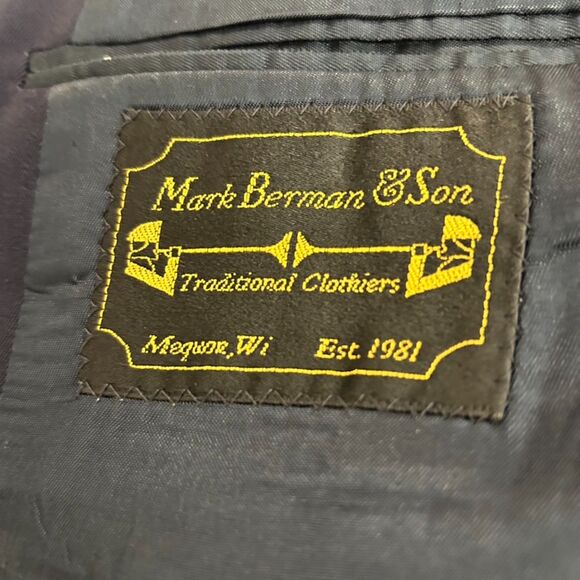 Mark Berman & Son
Traditional Clothiers
Mequon, Wi Est. 1981